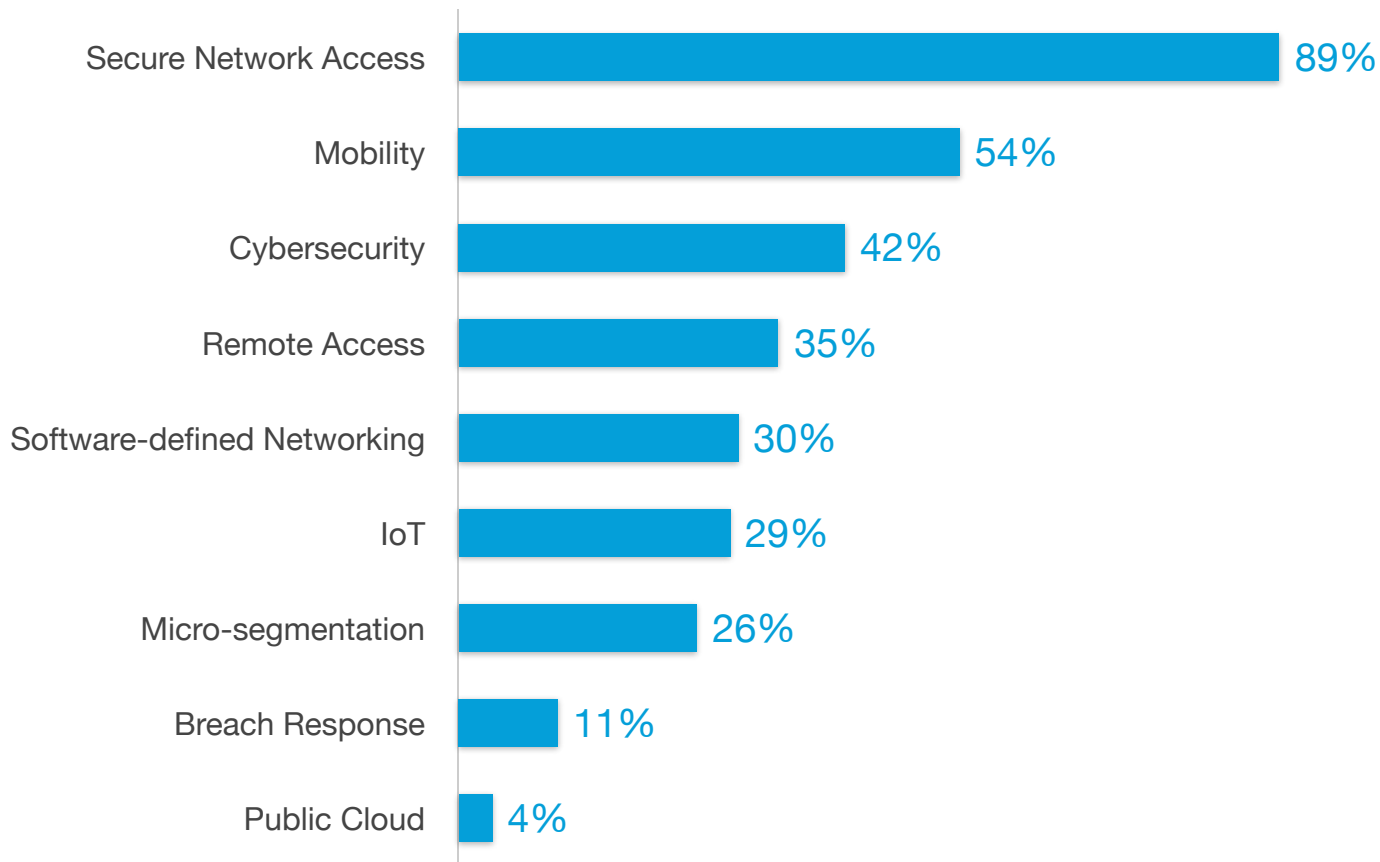 Secure Network Access 89%
Mobility 54%
Cybersecurity 42%
Remote Access 35%
Software-defined Networking 30%
IoT 29%
Micro-segmentation 26%
Breach Response 11%
Public Cloud 4%